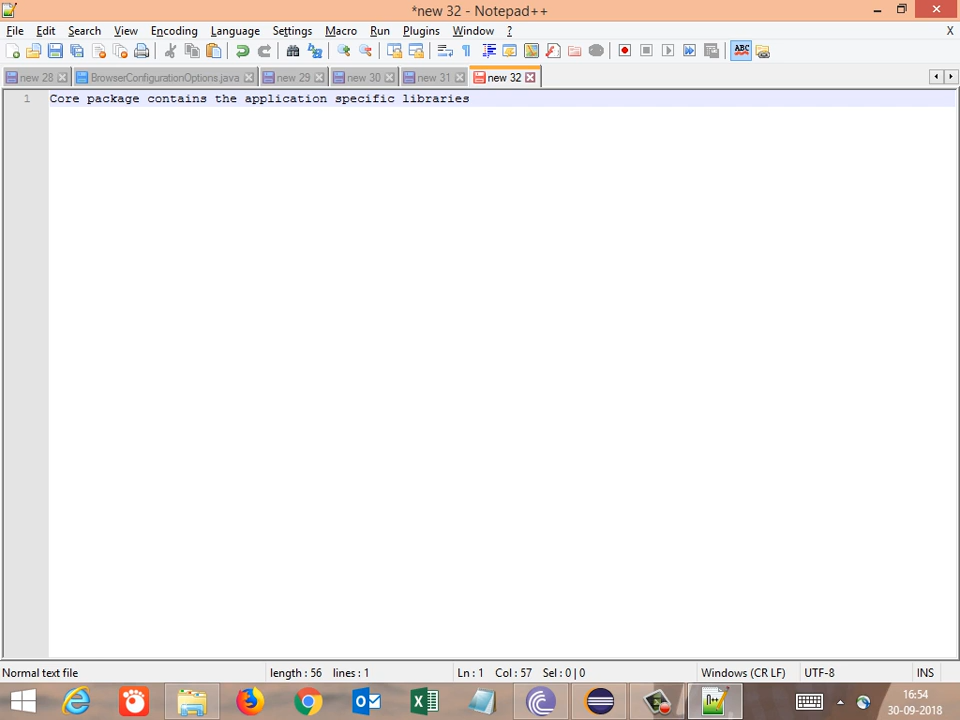 *new 32 - Notepad++
File Edit Search View Encoding Language Settings Macro Run Plugins Window ? X
ABC
new 28 BrowserConfigurationOptions.java new 29 new 30 new 31 new 32
1 Core package contains the application specific libraries
Normal text file length : 56 lines : 1 Ln : 1 Col : 57 Sel : 0 | 0 Windows (CR LF) UTF-8 INS
16:54
30-09-2018